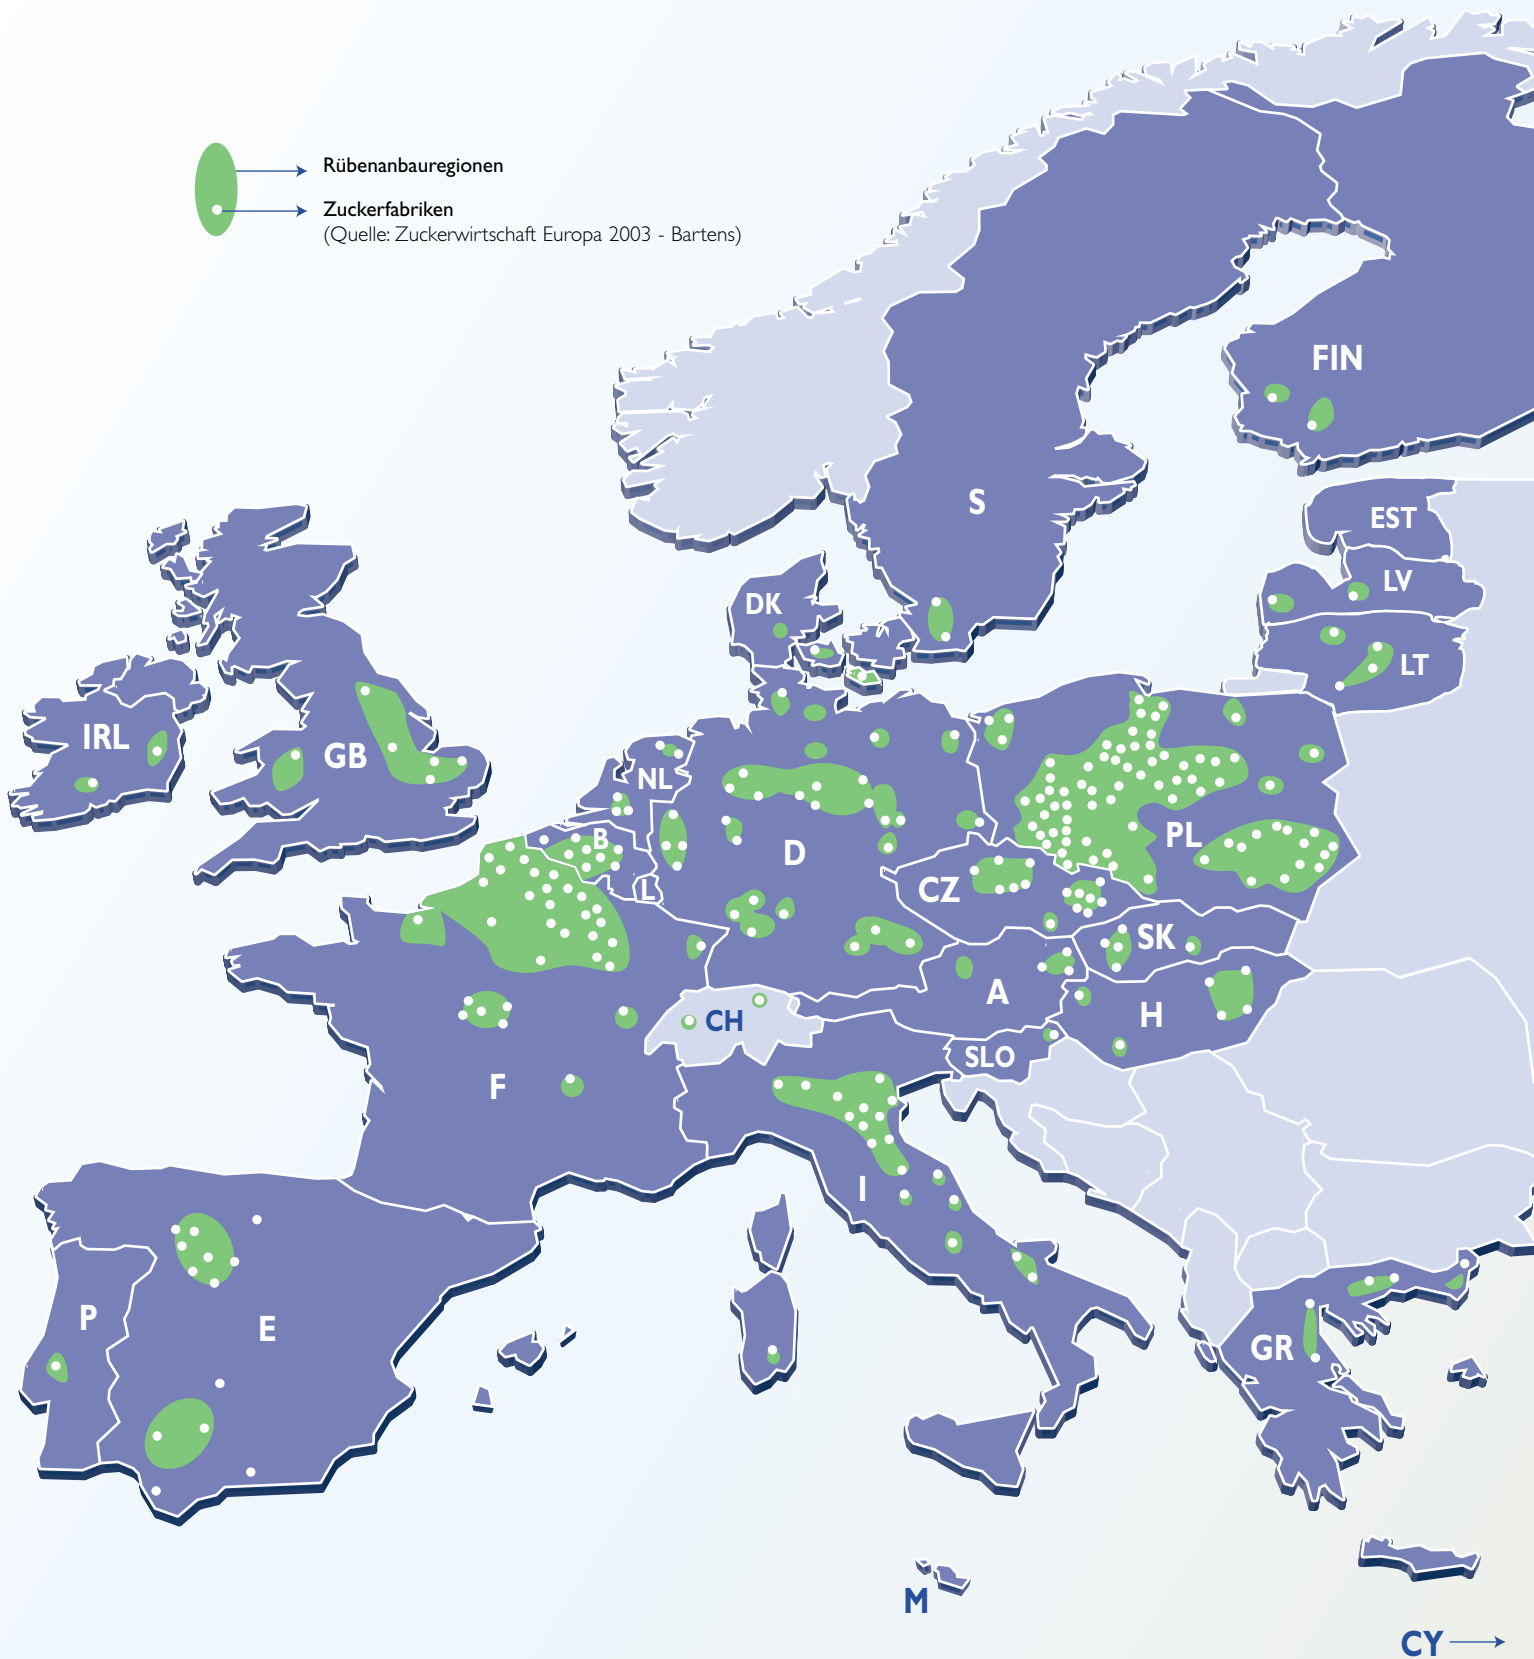 Rübenanbauregionen
Zuckerfabriken
(Quelle: Zuckerwirtschaft Europa 2003 - Bartens)
FIN
S
EST
LV
DK
LT
IRL
GB
NL
B
D
PL
L
CZ
SK
A
H
CH
SLO
F
I
P
E
GR
M
CY